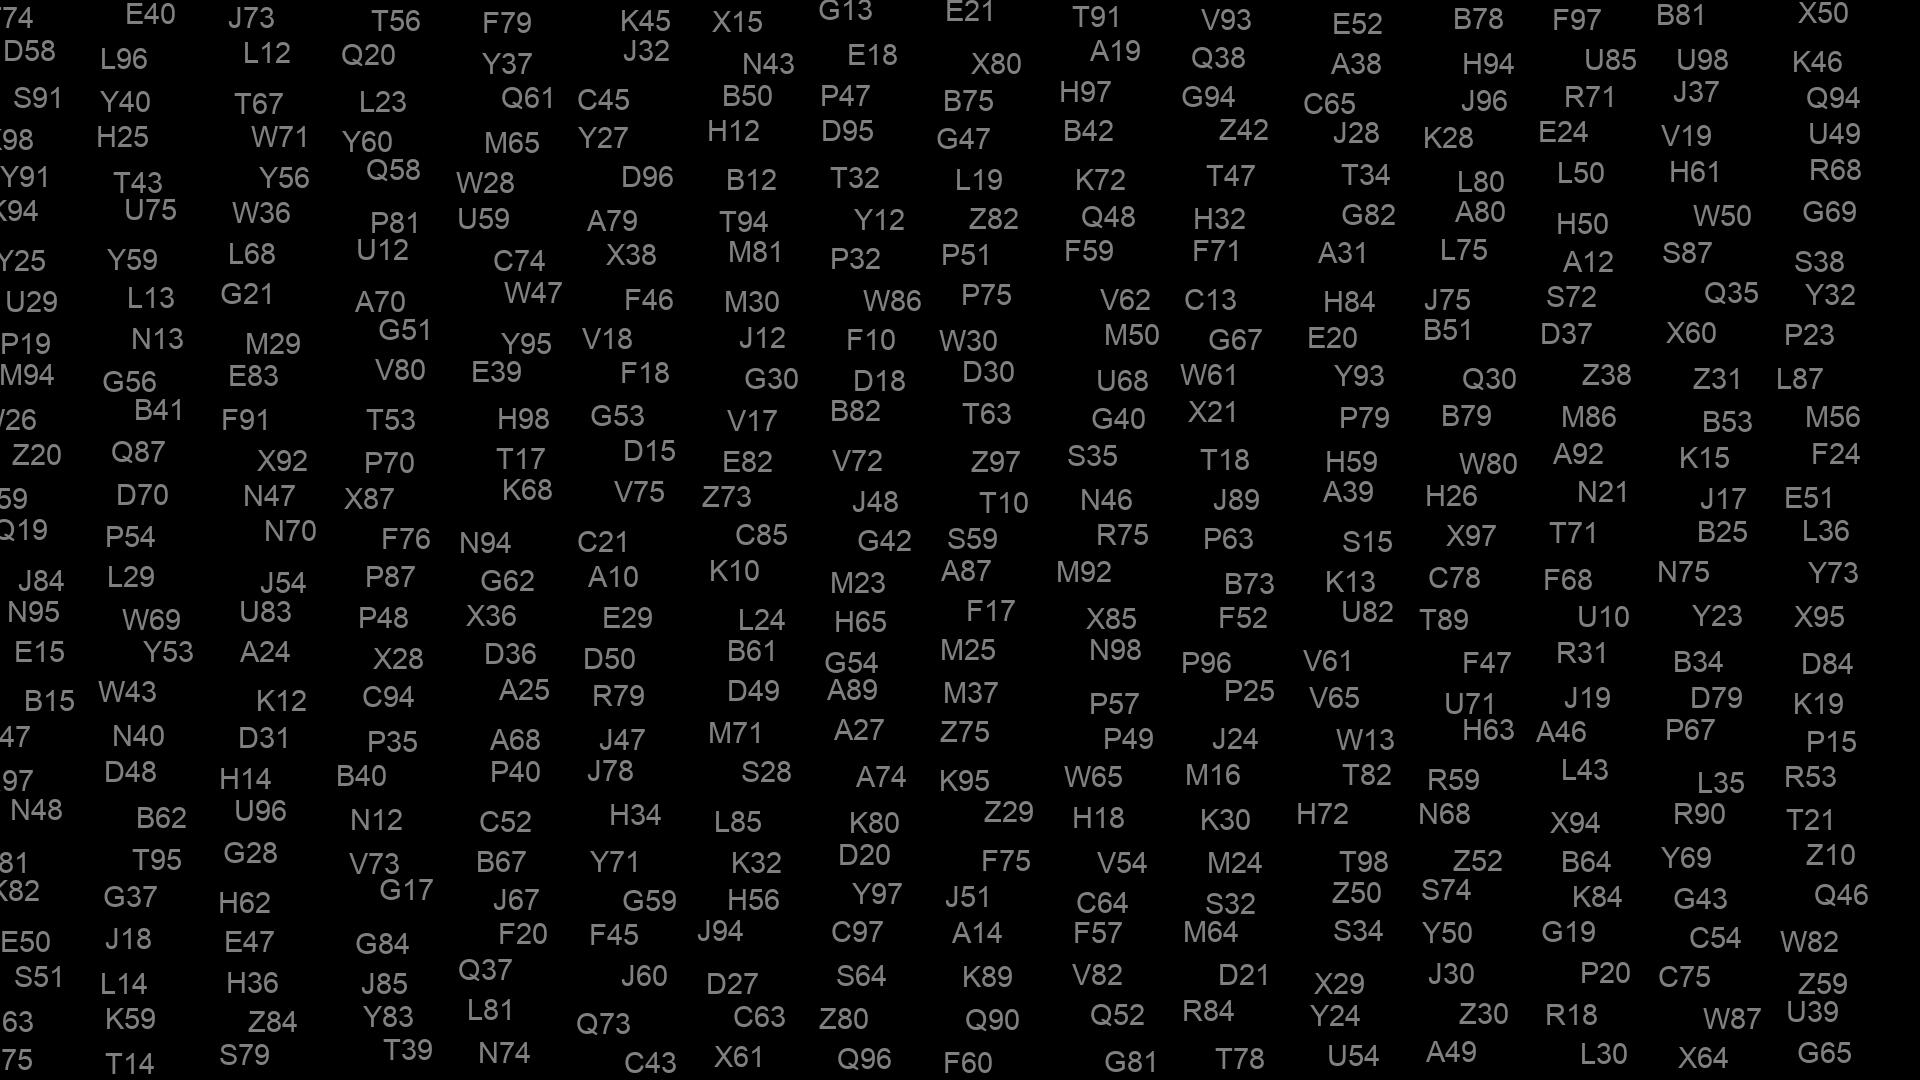 74 E40 J73 T56 F79 K45 X15 G13 E21 T91 V93 E52 B78 F97 B81 X50
D58 L96 L12 Q20 Y37 J32 N43 E18 X80 A19 Q38 A38 H94 U85 U98 K46
S91 Y40 T67 L23 Q61 C45 B50 P47 B75 H97 G94 C65 J96 R71 J37 Q94
98 H25 W71 Y60 M65 Y27 H12 D95 G47 B42 Z42 J28 K28 E24 V19 U49
Y91 T43 Y56 Q58 W28 D96 B12 T32 L19 K72 T47 T34 L80 L50 H61 R68
K94 U75 W36 P81 U59 A79 T94 Y12 Z82 Q48 H32 G82 A80 H50 W50 G69
Y25 Y59 L68 U12 C74 X38 M81 P32 P51 F59 F71 A31 L75 A12 S87 S38
U29 L13 G21 A70 W47 F46 M30 W86 P75 V62 C13 H84 J75 S72 Q35 Y32
P19 N13 M29 G51 Y95 V18 J12 F10 W30 M50 G67 E20 B51 D37 X60 P23
M94 G56 E83 V80 E39 F18 G30 D18 D30 U68 W61 Y93 Q30 Z38 Z31 L87
26 B41 F91 T53 H98 G53 V17 B82 T63 G40 X21 P79 B79 M86 B53 M56
Z20 Q87 X92 P70 T17 D15 E82 V72 Z97 S35 T18 H59 W80 A92 K15 F24
59 D70 N47 X87 K68 V75 Z73 J48 T10 N46 J89 A39 H26 N21 J17 E51
Q19 P54 N70 F76 N94 C21 C85 G42 S59 R75 P63 S15 X97 T71 B25 L36
J84 L29 J54 P87 G62 A10 K10 M23 A87 M92 B73 K13 C78 F68 N75 Y73
N95 W69 U83 P48 X36 E29 L24 H65 F17 X85 F52 U82 T89 U10 Y23 X95
E15 Y53 A24 X28 D36 D50 B61 G54 M25 N98 P96 V61 F47 R31 B34 D84
B15 W43 K12 C94 A25 R79 D49 A89 M37 P57 P25 V65 U71 J19 D79 K19
47 N40 D31 P35 A68 J47 M71 A27 Z75 P49 J24 W13 H63 A46 P67 P15
97 D48 H14 B40 P40 J78 S28 A74 K95 W65 M16 T82 R59 L43 L35 R53
N48 B62 U96 N12 C52 H34 L85 K80 Z29 H18 K30 H72 N68 X94 R90 T21
81 T95 G28 V73 B67 Y71 K32 D20 F75 V54 M24 T98 Z52 B64 Y69 Z10
K82 G37 H62 G17 J67 G59 H56 Y97 J51 C64 S32 Z50 S74 K84 G43 Q46
E50 J18 E47 G84 F20 F45 J94 C97 A14 F57 M64 S34 Y50 G19 C54 W82
S51 L14 H36 J85 Q37 J60 D27 S64 K89 V82 D21 X29 J30 P20 C75 Z59
63 K59 Z84 Y83 L81 Q73 C63 Z80 Q90 Q52 R84 Y24 Z30 R18 W87 U39
75 T14 S79 T39 N74 C43 X61 Q96 F60 G81 T78 U54 A49 L30 X64 G65